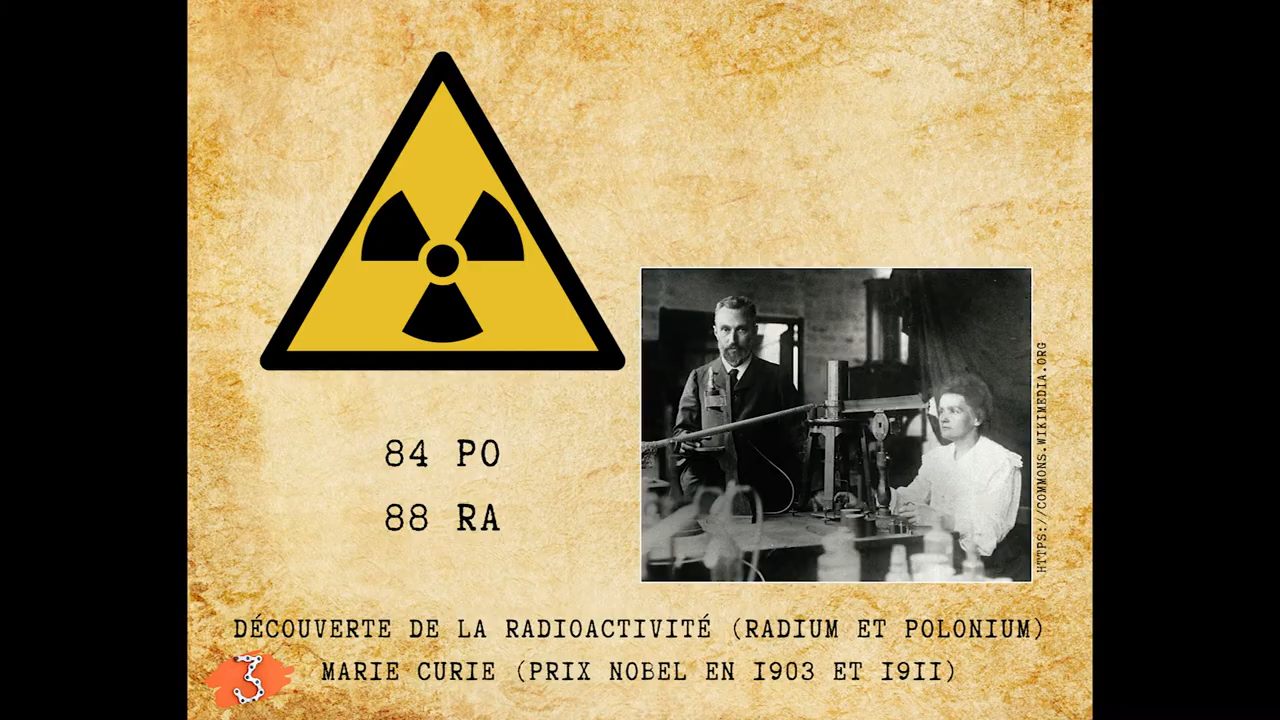 84 PO
88 RA
HTTPS://COMMONS.WIKIMEDIA.ORG
DÉCOUVERTE DE LA RADIOACTIVITÉ (RADIUM ET POLONIUM)
MARIE CURIE (PRIX NOBEL EN 1903 ET 1911)
3